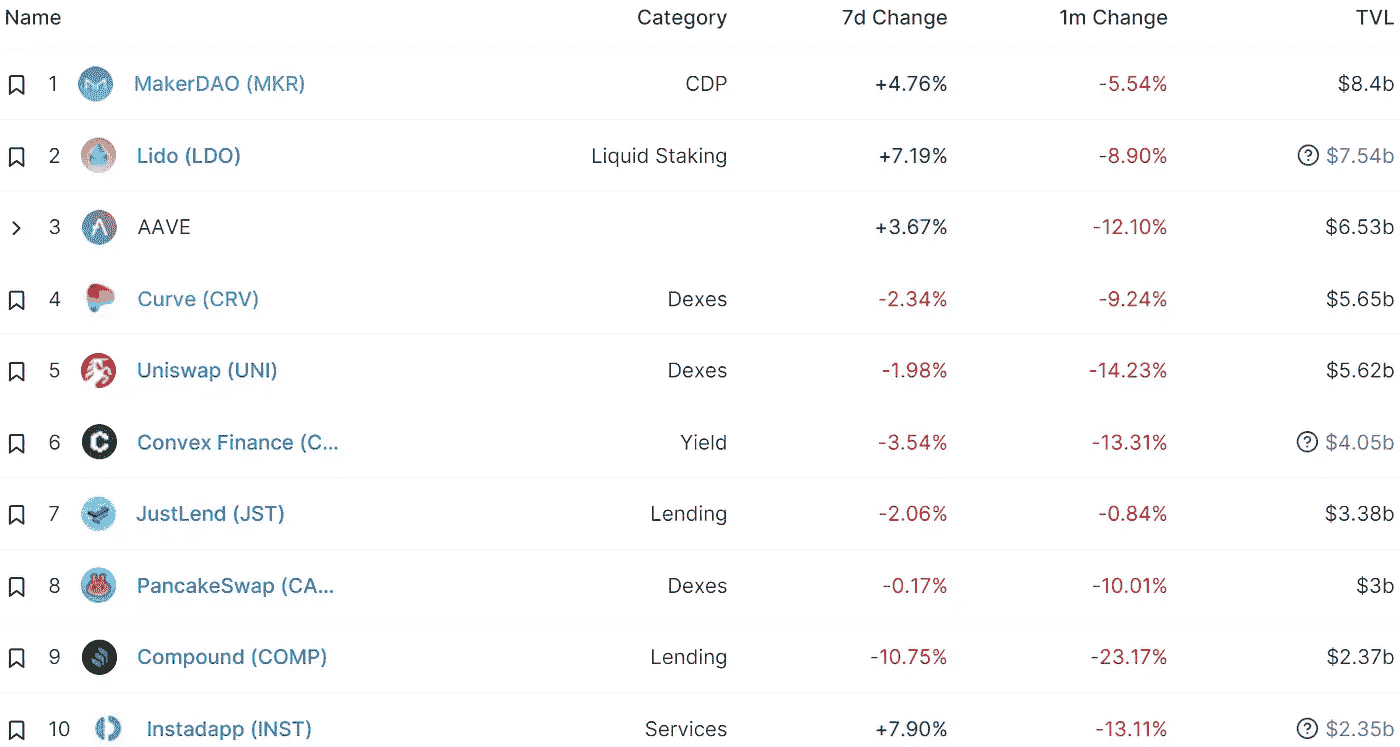 Name Category 7d Change 1m Change TVL
1 MakerDAO (MKR) CDP +4.76% -5.54% $8.4b
2 Lido (LDO) Liquid Staking +7.19% -8.90% ? $7.54b
3 AAVE +3.67% -12.10% $6.53b
4 Curve (CRV) Dexes -2.34% -9.24% $5.65b
5 Uniswap (UNI) Dexes -1.98% -14.23% $5.62b
6 Convex Finance (C... Yield -3.54% -13.31% ? $4.05b
7 JustLend (JST) Lending -2.06% -0.84% $3.38b
8 PancakeSwap (CA... Dexes -0.17% -10.01% $3b
9 Compound (COMP) Lending -10.75% -23.17% $2.37b
10 Instadapp (INST) Services +7.90% -13.11% ? $2.35b